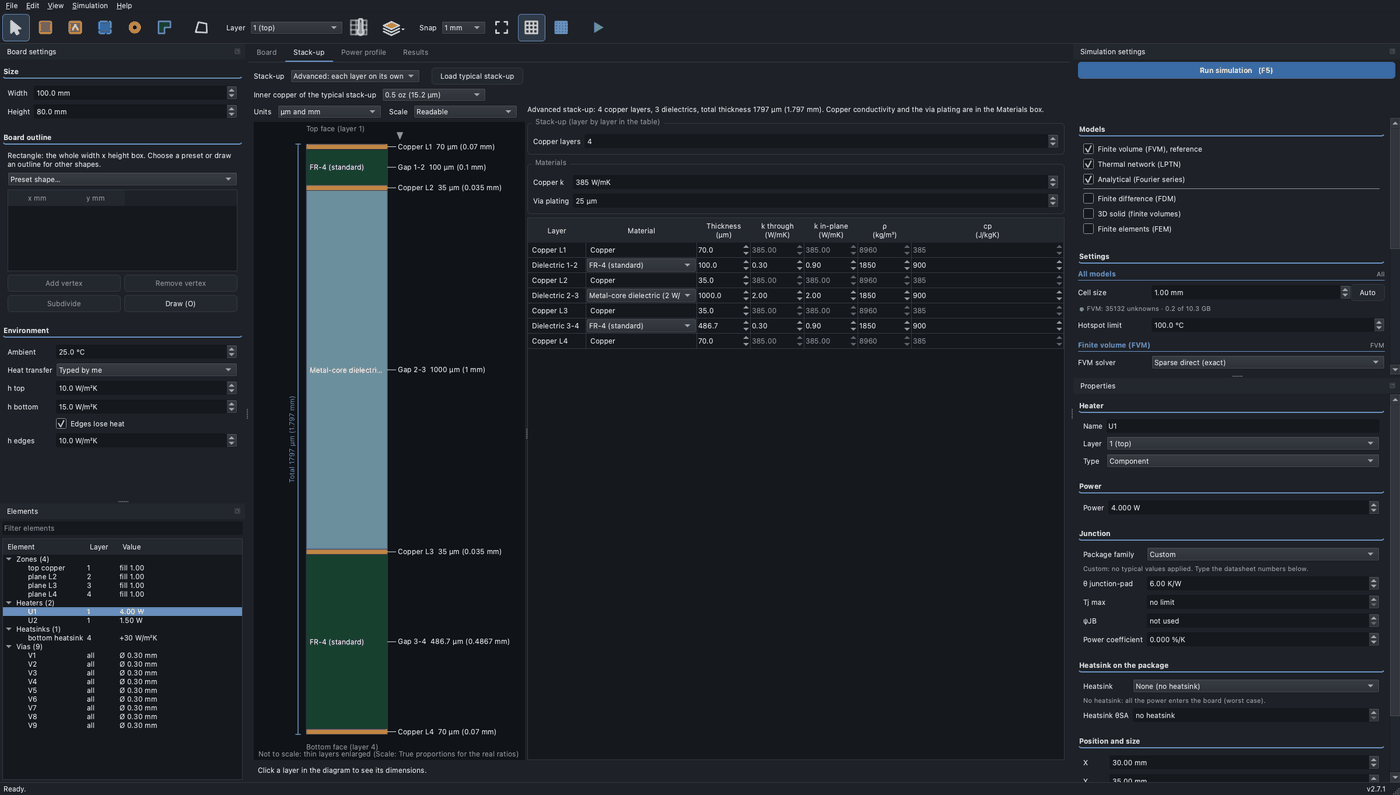 File Edit View Simulation Help
Layer 1 (top) Snap 1 mm
Board settings
Size
Width 100.0 mm
Height 80.0 mm
Board outline
Rectangle: the whole width x height box. Choose a preset or draw
an outline for other shapes.
Preset shape...
x mm y mm
Add vertex Remove vertex
Subdivide Draw (O)
Environment
Ambient 25.0 °C
Heat transfer Typed by me
h top 10.0 W/m²K
h bottom 15.0 W/m²K
Edges lose heat
h edges 10.0 W/m²K
Elements
Filter elements
Element Layer Value
Zones (4)
top copper 1 fill 1.00
plane L2 2 fill 1.00
plane L3 3 fill 1.00
plane L4 4 fill 1.00
Heaters (2)
U1 1 4.00 W
U2 1 1.50 W
Heatsinks (1)
bottom heatsink 4 +30 W/m²K
Vias (9)
V1 all Ø 0.30 mm
V2 all Ø 0.30 mm
V3 all Ø 0.30 mm
V4 all Ø 0.30 mm
V5 all Ø 0.30 mm
V6 all Ø 0.30 mm
V7 all Ø 0.30 mm
V8 all Ø 0.30 mm
V9 all Ø 0.30 mm
Ready.
Board Stack-up Power profile Results
Stack-up Advanced: each layer on its own Load typical stack-up
Inner copper of the typical stack-up 0.5 oz (15.2 µm)
Units µm and mm Scale Readable
Advanced stack-up: 4 copper layers, 3 dielectrics, total thickness 1797 µm (1.797 mm). Copper conductivity and the via plating are in the Materials box.
Top face (layer 1)
Copper L1 70 µm (0.07 mm)
FR-4 (standard) Gap 1-2 100 µm (0.1 mm)
Copper L2 35 µm (0.035 mm)
Metal-core dielectri... Gap 2-3 1000 µm (1 mm)
Total 1797 µm (1.797 mm)
Copper L3 35 µm (0.035 mm)
FR-4 (standard) Gap 3-4 486.7 µm (0.4867 mm)
Copper L4 70 µm (0.07 mm)
Bottom face (layer 4)
Not to scale: thin layers enlarged (Scale: True proportions for the real ratios)
Click a layer in the diagram to see its dimensions.
Stack-up (layer by layer in the table)
Copper layers 4
Materials
Copper k 385 W/mK
Via plating 25 µm
Layer Material Thickness (µm) k through (W/mK) k in-plane (W/mK) ρ (kg/m³) cp (J/kgK)
Copper L1 Copper 70.0 385.00 385.00 8960 385
Dielectric 1-2 FR-4 (standard) 100.0 0.30 0.90 1850 900
Copper L2 Copper 35.0 385.00 385.00 8960 385
Dielectric 2-3 Metal-core dielectric (2 W/ 1000.0 2.00 2.00 1850 900
Copper L3 Copper 35.0 385.00 385.00 8960 385
Dielectric 3-4 FR-4 (standard) 486.7 0.30 0.90 1850 900
Copper L4 Copper 70.0 385.00 385.00 8960 385
Simulation settings
Run simulation (F5)
Models
Finite volume (FVM), reference
Thermal network (LPTN)
Analytical (Fourier series)
Finite difference (FDM)
3D solid (finite volumes)
Finite elements (FEM)
Settings
All models All
Cell size 1.00 mm Auto
● FVM: 35132 unknowns · 0.2 of 10.3 GB
Hotspot limit 100.0 °C
Finite volume (FVM) FVM
FVM solver Sparse direct (exact)
Properties
Heater
Name U1
Layer 1 (top)
Type Component
Power
Power 4.000 W
Junction
Package family Custom
Custom: no typical values applied. Type the datasheet numbers below.
θ junction-pad 6.00 K/W
Tj max no limit
ψJB not used
Power coefficient 0.000 %/K
Heatsink on the package
Heatsink None (no heatsink)
No heatsink: all the power enters the board (worst case).
Heatsink θSA no heatsink
Position and size
X 30.00 mm
Y 35.00 mm
v2.7.1